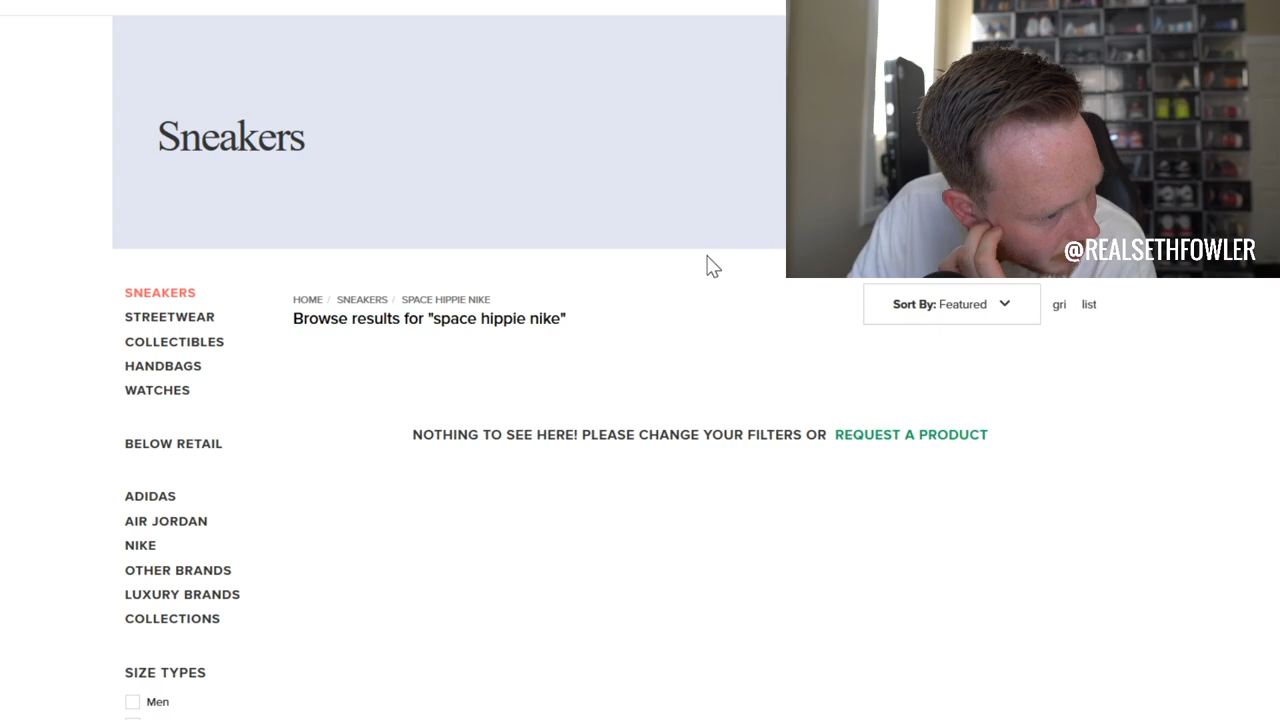 Sneakers
@REALSETHFOWLER
SNEAKERS
STREETWEAR
COLLECTIBLES
HANDBAGS
WATCHES
BELOW RETAIL
ADIDAS
AIR JORDAN
NIKE
OTHER BRANDS
LUXURY BRANDS
COLLECTIONS
SIZE TYPES
Men
HOME / SNEAKERS / SPACE HIPPIE NIKE
Browse results for "space hippie nike"
Sort By: Featured
gri list
NOTHING TO SEE HERE! PLEASE CHANGE YOUR FILTERS OR REQUEST A PRODUCT